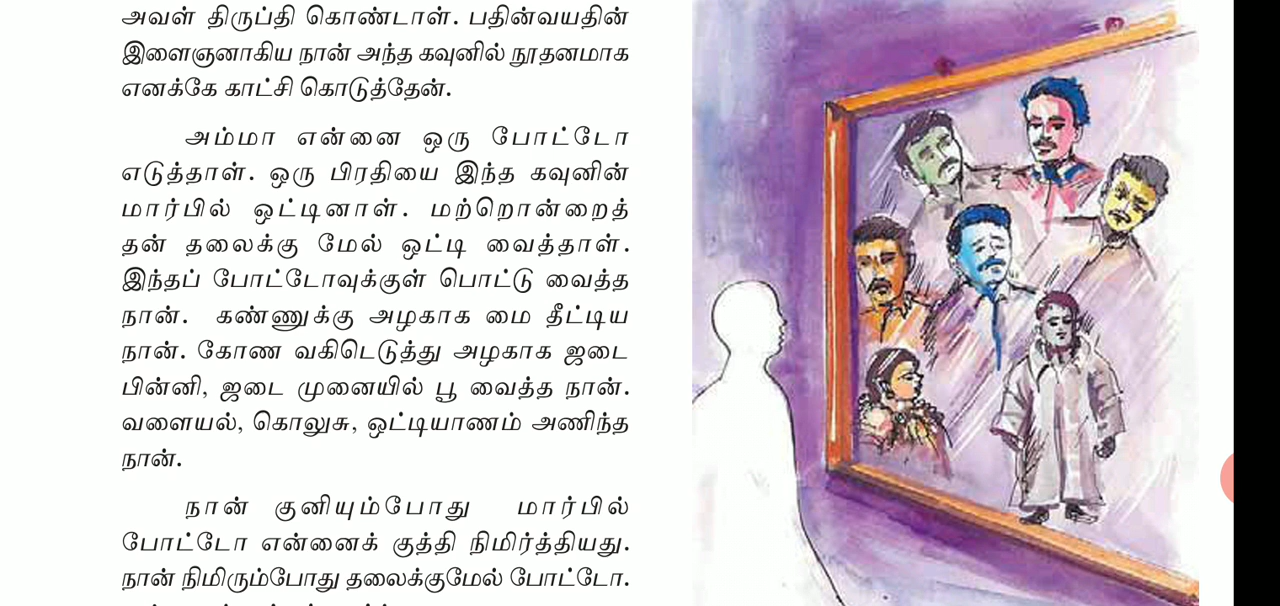 அவள் திருப்தி கொண்டாள். பதின்வயதின்
இளைஞனாகிய நான் அந்த கவுனில் நூதனமாக
எனக்கே காட்சி கொடுத்தேன்.
அம்மா என்னை ஒரு போட்டோ
எடுத்தாள். ஒரு பிரதியை இந்த கவுனின்
மார்பில் ஒட்டினாள். மற்றொன்றைத்
தன் தலைக்கு மேல் ஒட்டி வைத்தாள்.
இந்தப் போட்டோவுக்குள் பொட்டு வைத்த
நான். கண்ணுக்கு அழகாக மை தீட்டிய
நான். கோண வகிடெடுத்து அழகாக ஜடை
பின்னி, ஜடை முனையில் பூ வைத்த நான்.
வளையல், கொலுசு, ஒட்டியாணம் அணிந்த
நான்.
நான் குனியும்போது மார்பில்
போட்டோ என்னைக் குத்தி நிமிர்த்தியது.
நான் நிமிரும்போது தலைக்குமேல் போட்டோ.